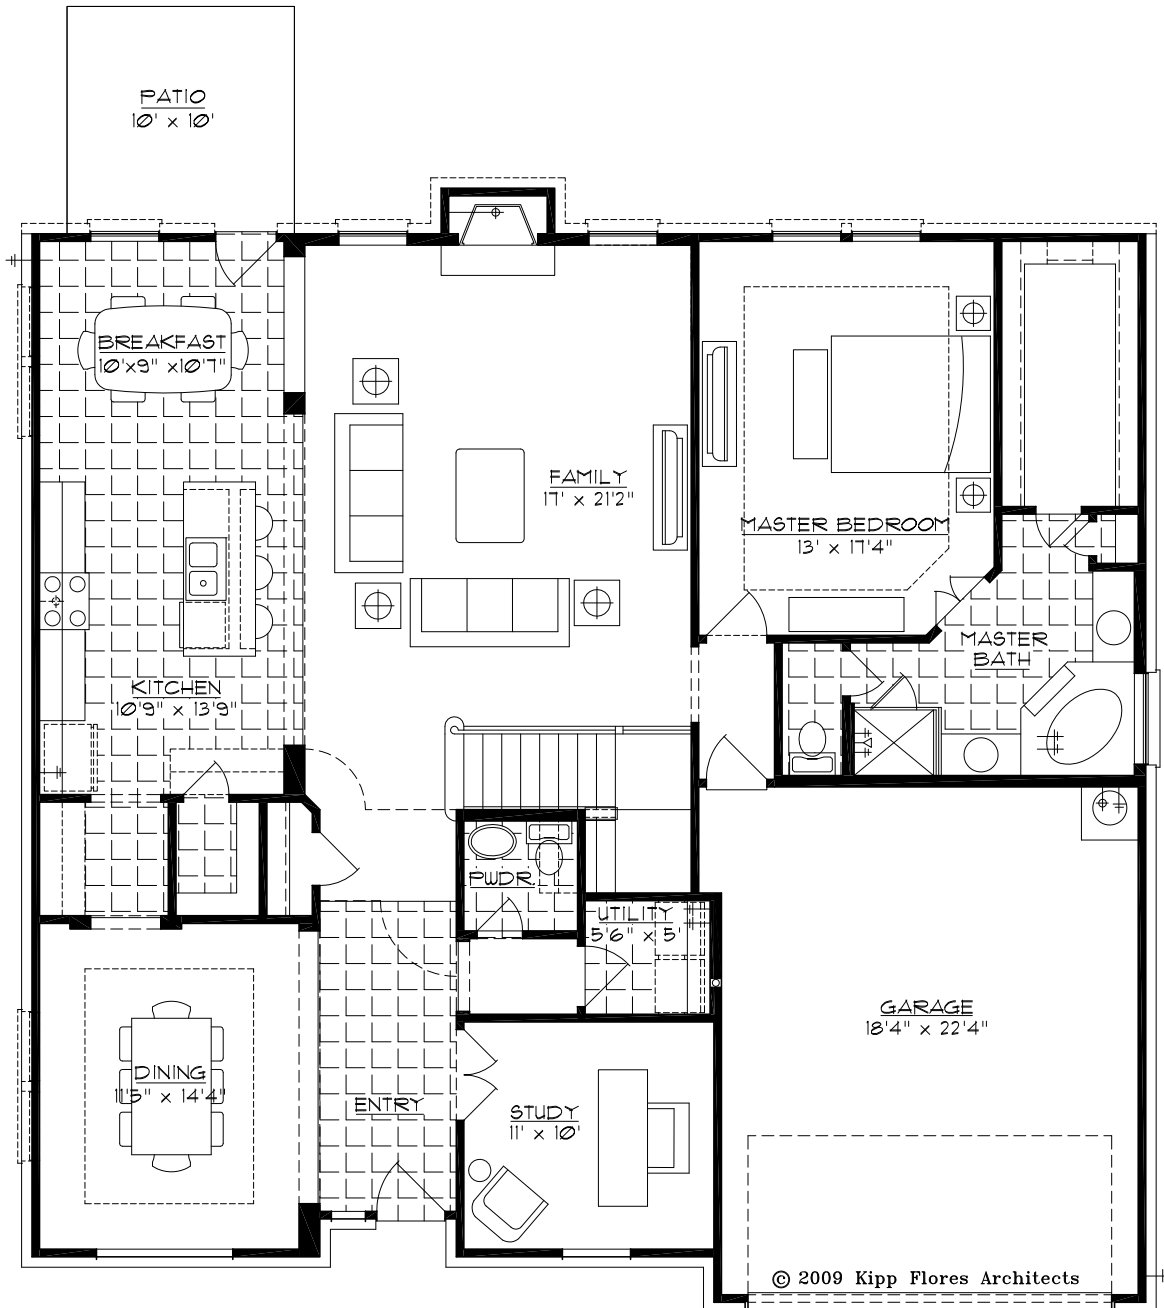 PATIO
10' x 10'
BREAKFAST
10'x9" x10'7"
FAMILY
17' x 21'2"
MASTER BEDROOM
13' x 17'4"
MASTER
BATH
KITCHEN
10'9" x 13'9"
PWDR.
UTILITY
5'6" x 5'
GARAGE
18'4" x 22'4"
DINING
11'5" x 14'4"
ENTRY
STUDY
11' x 10'
© 2009 Kipp Flores Architects